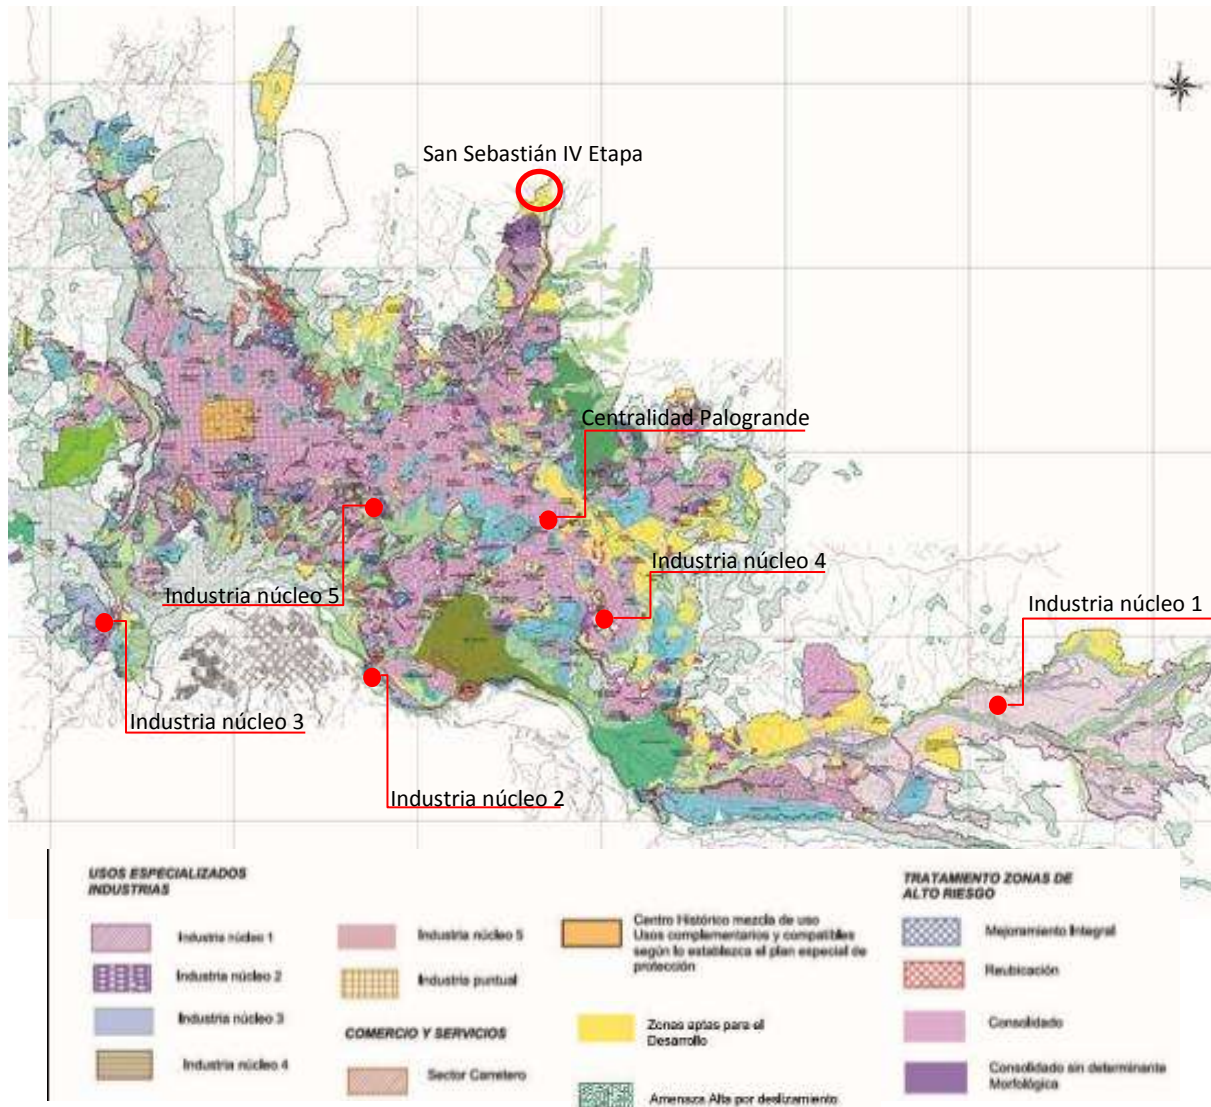 San Sebastián IV Etapa
Centralidad Palogrande
Industria núcleo 4
Industria núcleo 5
Industria núcleo 1
Industria núcleo 3
Industria núcleo 2
USOS ESPECIALIZADOS
INDUSTRIAS
Industria núcleo 1
Industria núcleo 2
Industria núcleo 3
Industria núcleo 4
Industria núcleo 5
Industria puntual
COMERCIO Y SERVICIOS
Sector Carretero
Centro Histórico mezcla de uso
Usos complementarios y compatibles
según lo establezca el plan especial de
protección
Zonas aptas para el
Desarrollo
Amenaza Alta por deslizamiento
TRATAMIENTO ZONAS DE
ALTO RIESGO
Mejoramiento Integral
Reubicación
Consolidado
Consolidado sin determinante
Morfológica